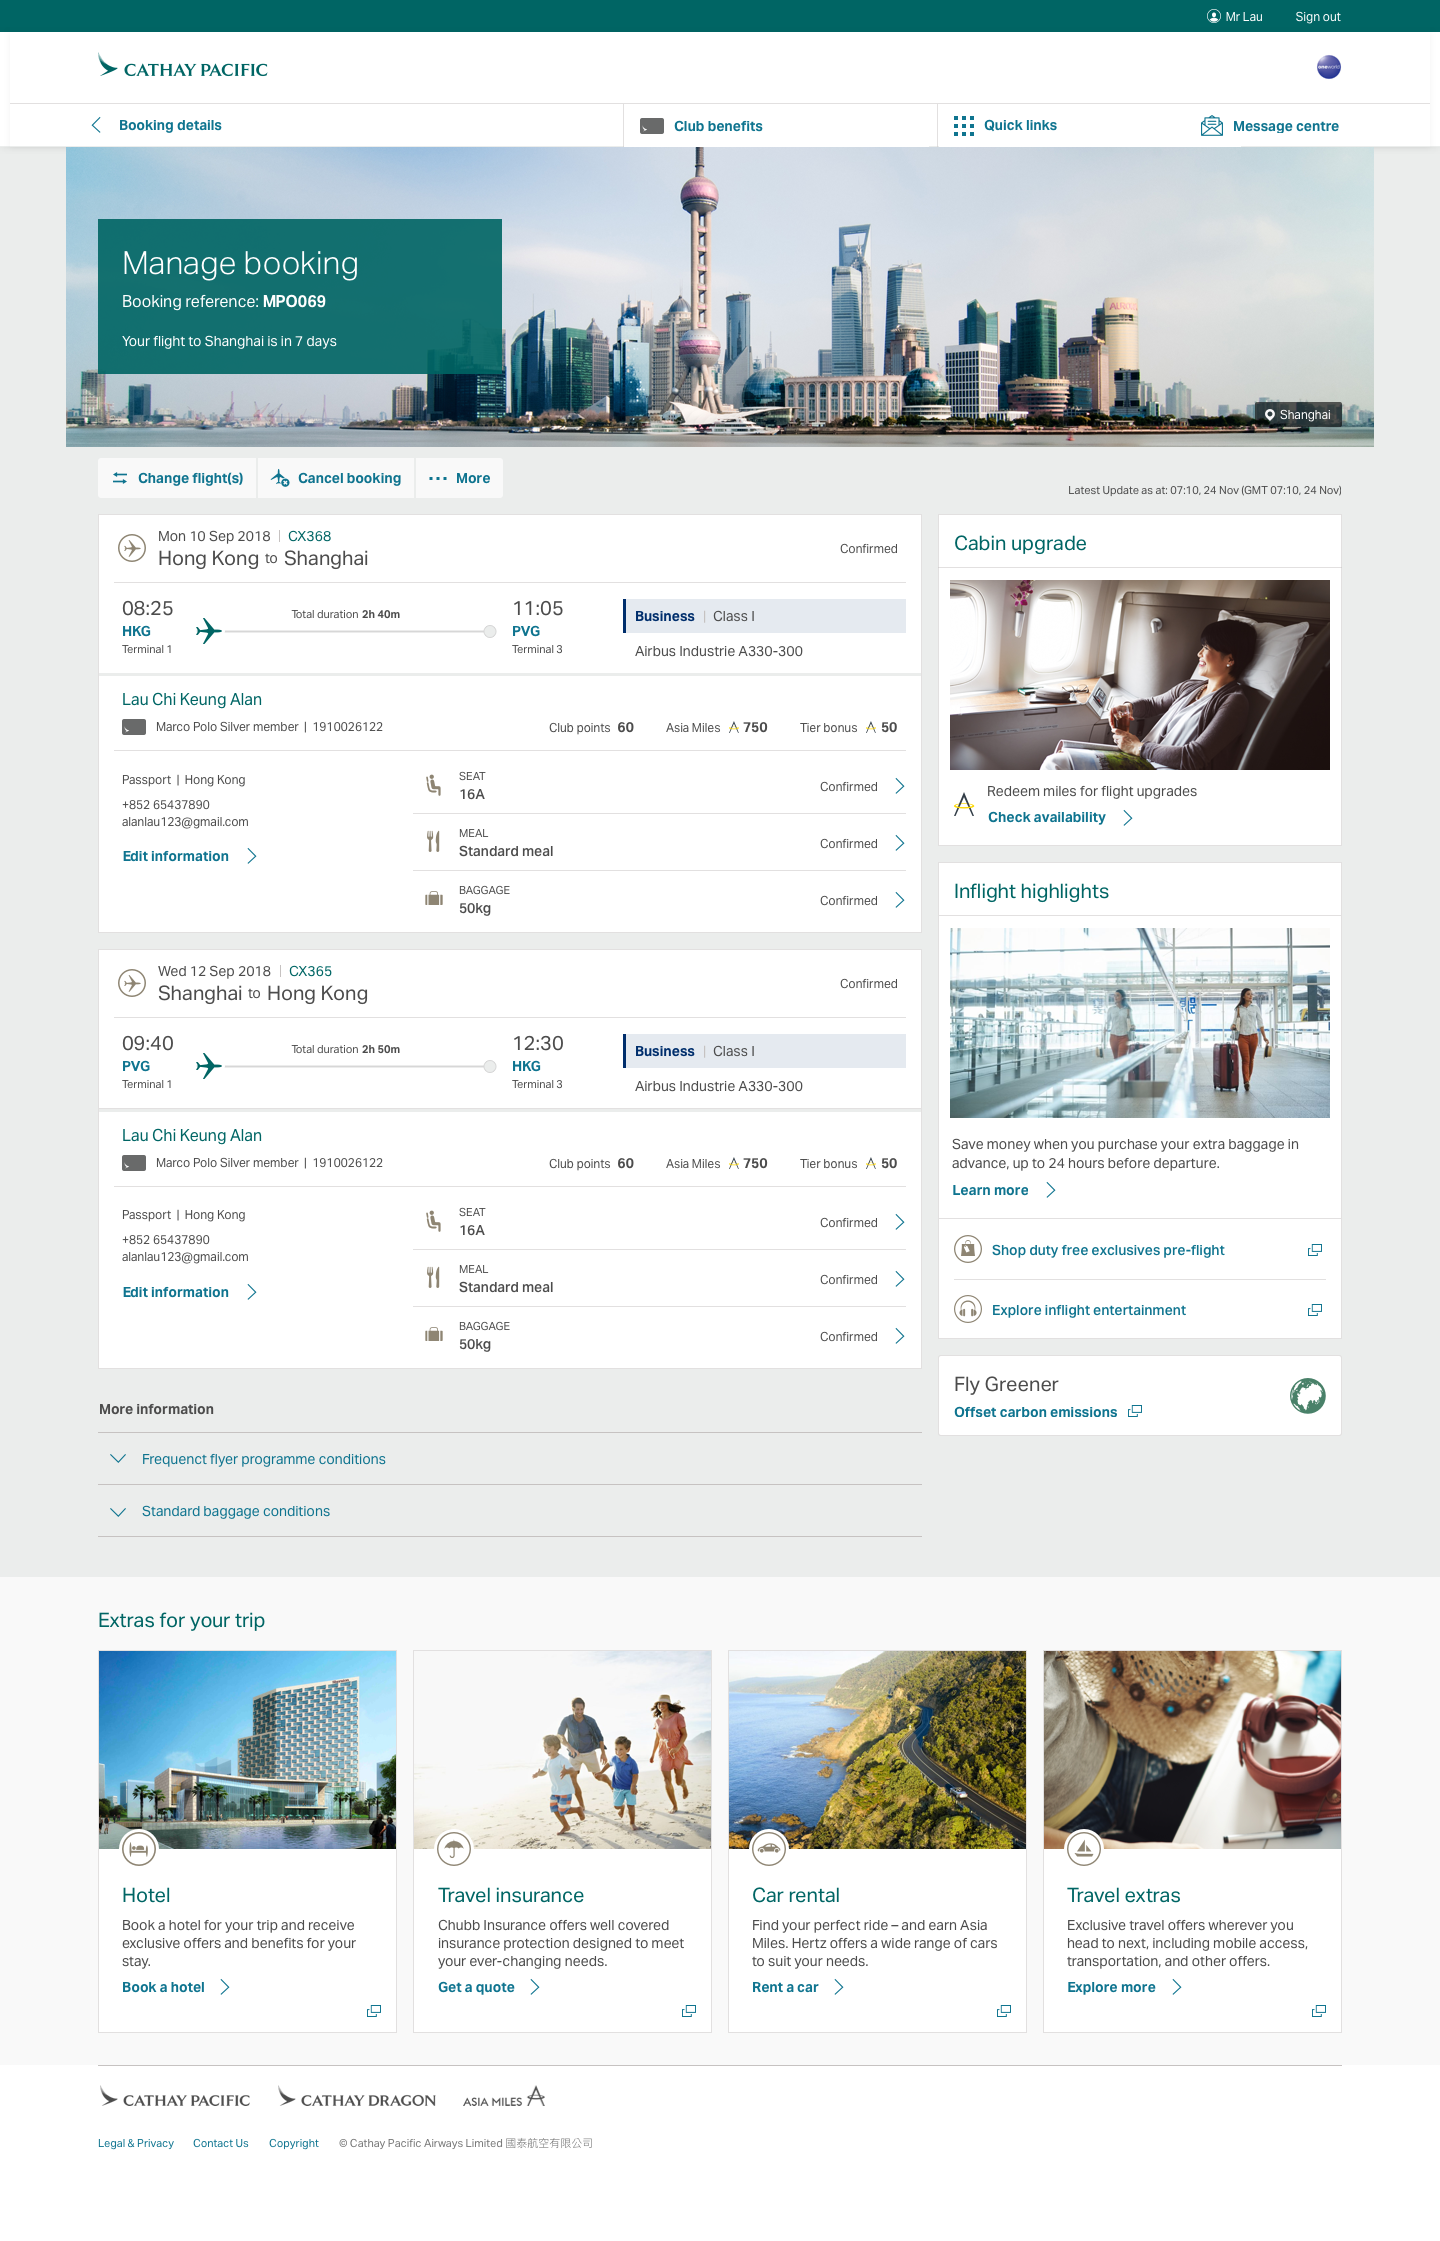 Mr Lau
Sign out
CATHAY PACIFIC
oneworld
Booking details
Club benefits
Quick links
Message centre
Manage booking
Booking reference: MPO069
Your flight to Shanghai is in 7 days
Shanghai
Change flight(s)
Cancel booking
More
Latest Update as at: 07:10, 24 Nov (GMT 07:10, 24 Nov)
Mon 10 Sep 2018 | CX368
Hong Kong to Shanghai
Confirmed
08:25
HKG
Terminal 1
Total duration 2h 40m
11:05
PVG
Terminal 3
Business | Class I
Airbus Industrie A330-300
Lau Chi Keung Alan
Marco Polo Silver member | 1910026122
Club points 60
Asia Miles 750
Tier bonus 50
Passport | Hong Kong
+852 65437890
alanlau123@gmail.com
Edit information
SEAT
16A
Confirmed
MEAL
Standard meal
Confirmed
BAGGAGE
50kg
Confirmed
Wed 12 Sep 2018 | CX365
Shanghai to Hong Kong
Confirmed
09:40
PVG
Terminal 1
Total duration 2h 50m
12:30
HKG
Terminal 3
Business | Class I
Airbus Industrie A330-300
Lau Chi Keung Alan
Marco Polo Silver member | 1910026122
Club points 60
Asia Miles 750
Tier bonus 50
Passport | Hong Kong
+852 65437890
alanlau123@gmail.com
Edit information
SEAT
16A
Confirmed
MEAL
Standard meal
Confirmed
BAGGAGE
50kg
Confirmed
More information
Frequenct flyer programme conditions
Standard baggage conditions
Cabin upgrade
Redeem miles for flight upgrades
Check availability
Inflight highlights
Save money when you purchase your extra baggage in
advance, up to 24 hours before departure.
Learn more
Shop duty free exclusives pre-flight
Explore inflight entertainment
Fly Greener
Offset carbon emissions
Extras for your trip
Hotel
Book a hotel for your trip and receive
exclusive offers and benefits for your
stay.
Book a hotel
Travel insurance
Chubb Insurance offers well covered
insurance protection designed to meet
your ever-changing needs.
Get a quote
Car rental
Find your perfect ride – and earn Asia
Miles. Hertz offers a wide range of cars
to suit your needs.
Rent a car
Travel extras
Exclusive travel offers wherever you
head to next, including mobile access,
transportation, and other offers.
Explore more
CATHAY PACIFIC
CATHAY DRAGON
ASIA MILES
Legal & Privacy
Contact Us
Copyright
© Cathay Pacific Airways Limited 國泰航空有限公司